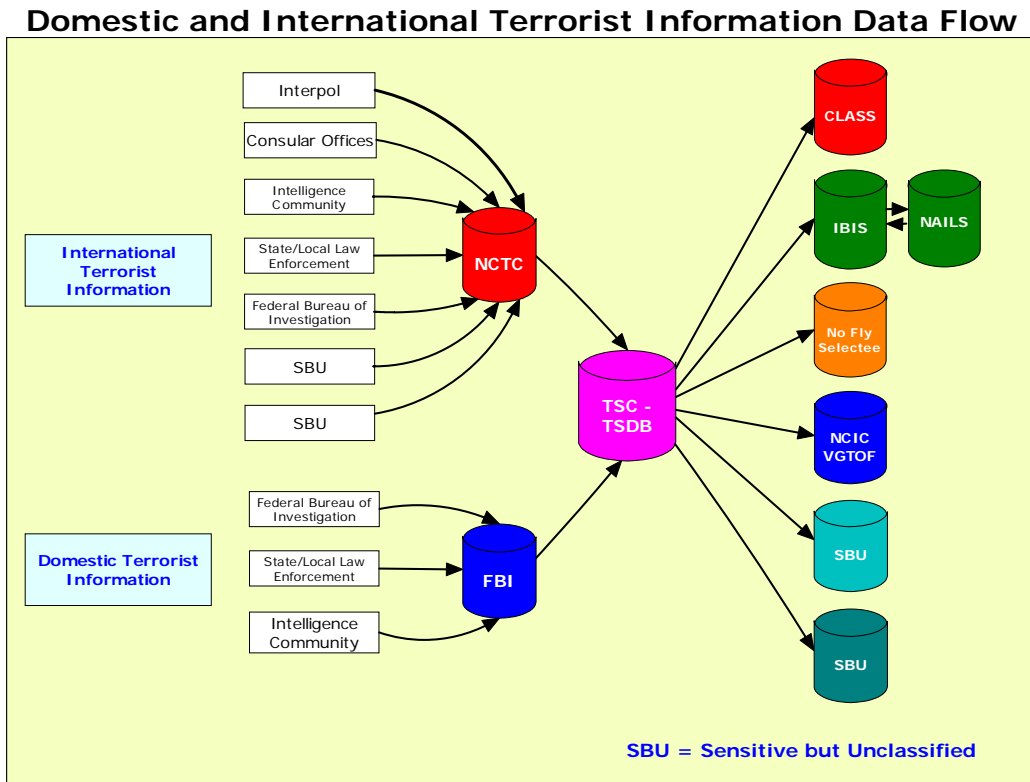 Domestic and International Terrorist Information Data Flow
Interpol
Consular Offices
Intelligence
Community
State/Local Law
Enforcement
Federal Bureau of
Investigation
SBU
SBU
International
Terrorist
Information
NCTC
Federal Bureau of
Investigation
State/Local Law
Enforcement
Intelligence
Community
Domestic Terrorist
Information
FBI
TSC -
TSDB
CLASS
IBIS
NAILS
No Fly
Selectee
NCIC
VGTOF
SBU
SBU
SBU = Sensitive but Unclassified